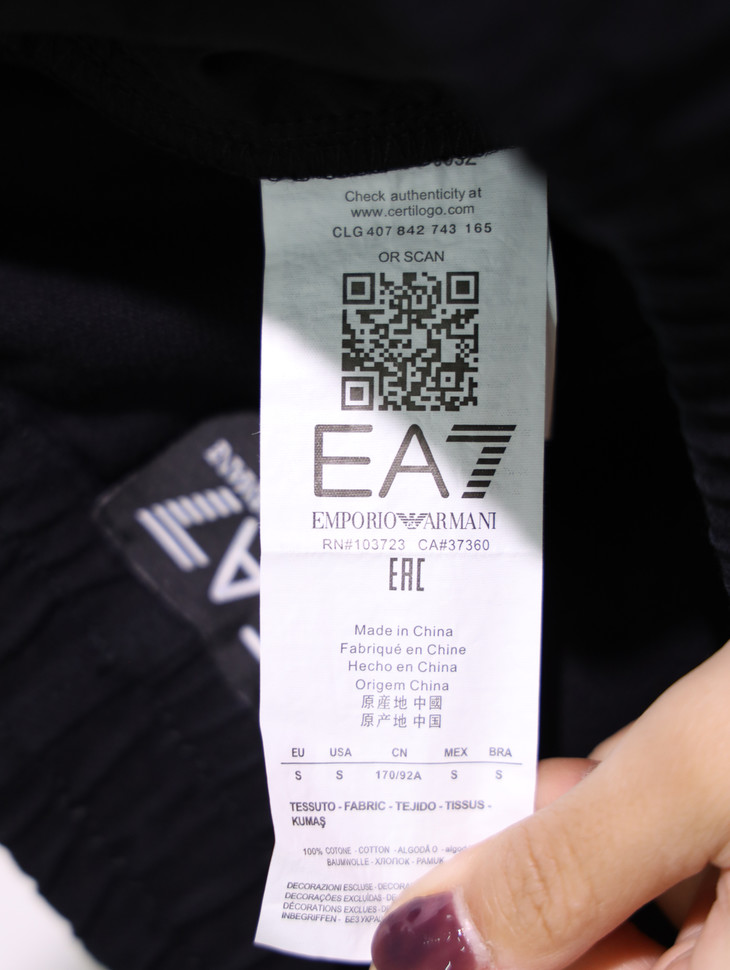 Check authenticity at
www.certilogo.com
CLG 407 842 743 165
OR SCAN
EA7
EMPORIO ARMANI
RN#103723 CA#37360
EAC
Made in China
Fabriqué en Chine
Hecho en China
Origem China
原産地 中國
原产地 中国
EU USA CN MEX BRA
S S 170/92A S S
TESSUTO - FABRIC - TEJIDO - TISSUS -
KUMAŞ
100% COTONE - COTTON - ALGODÃO -
BAUMWOLLE - ХЛОПОК - PAMUK
DECORAZIONI ESCLUSE -
DECORAÇÕES EXCLUÍDAS -
DÉCORATIONS EXCLUES -
INBEGRIFFEN -